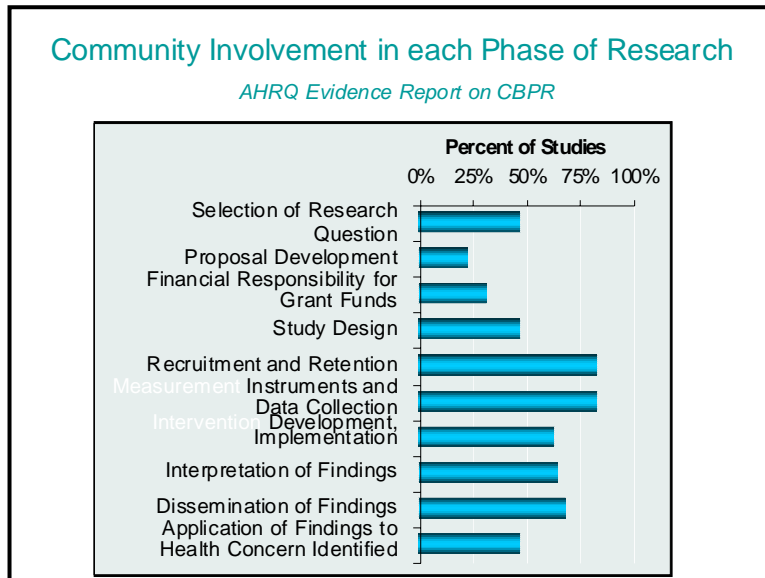 Community Involvement in each Phase of Research
AHRQ Evidence Report on CBPR
Percent of Studies
0% 25% 50% 75% 100%
Selection of Research
Question
Proposal Development
Financial Responsibility for
Grant Funds
Study Design
Recruitment and Retention
Measurement Instruments and
Data Collection
Intervention Development,
Implementation
Interpretation of Findings
Dissemination of Findings
Application of Findings to
Health Concern Identified